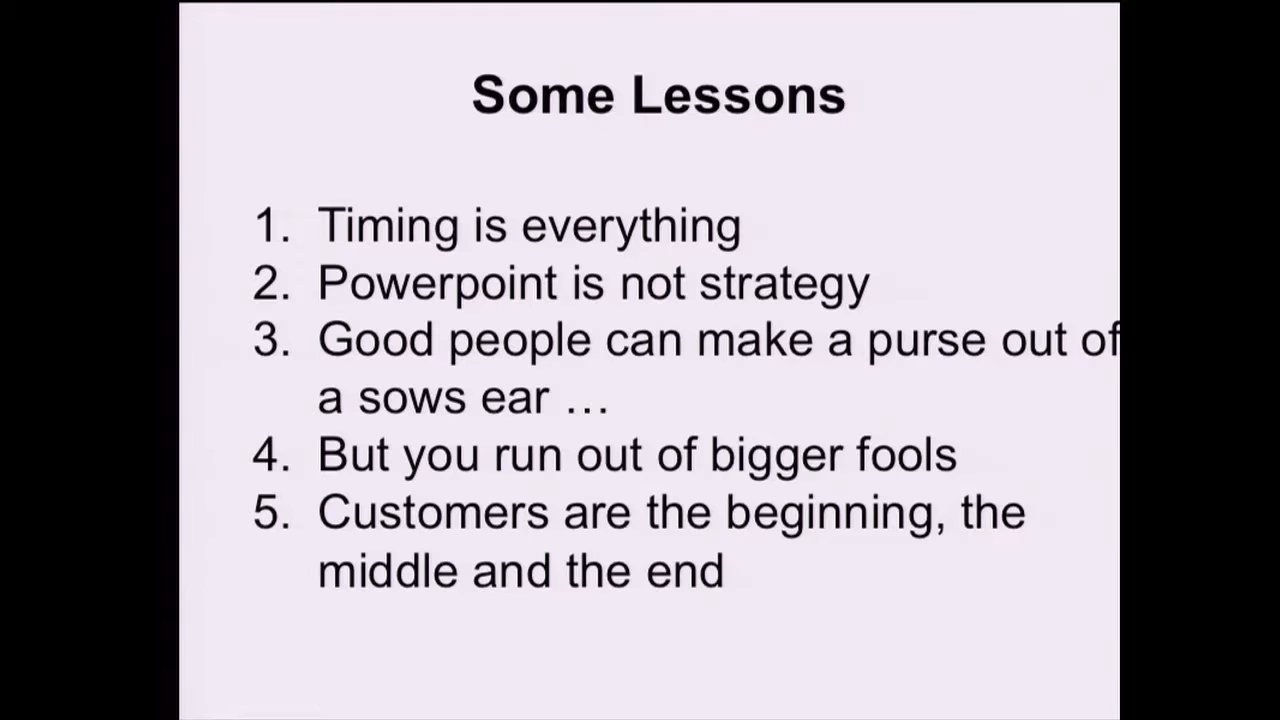 Some Lessons
1. Timing is everything
2. Powerpoint is not strategy
3. Good people can make a purse out of
a sows ear …
4. But you run out of bigger fools
5. Customers are the beginning, the
middle and the end